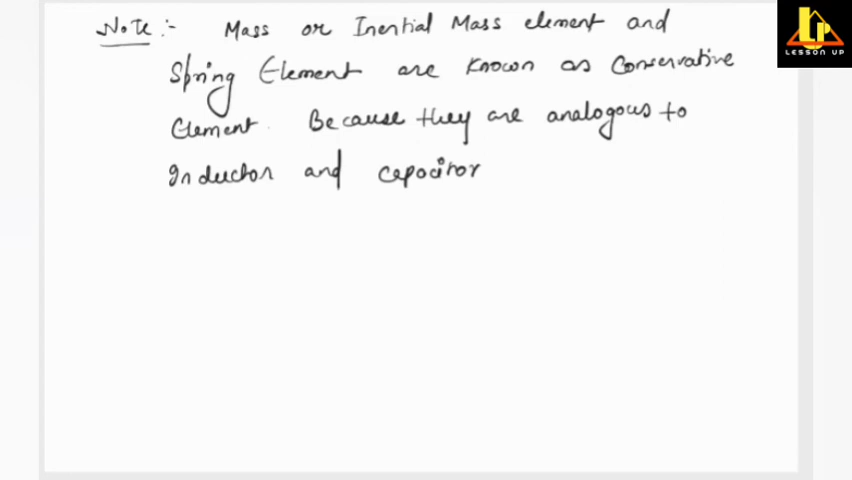 Note :- Mass or Inertial Mass element and
Spring Element are known as Conservative
Element. Because they are analogous to
Inductor and capacitor
LESSON UP